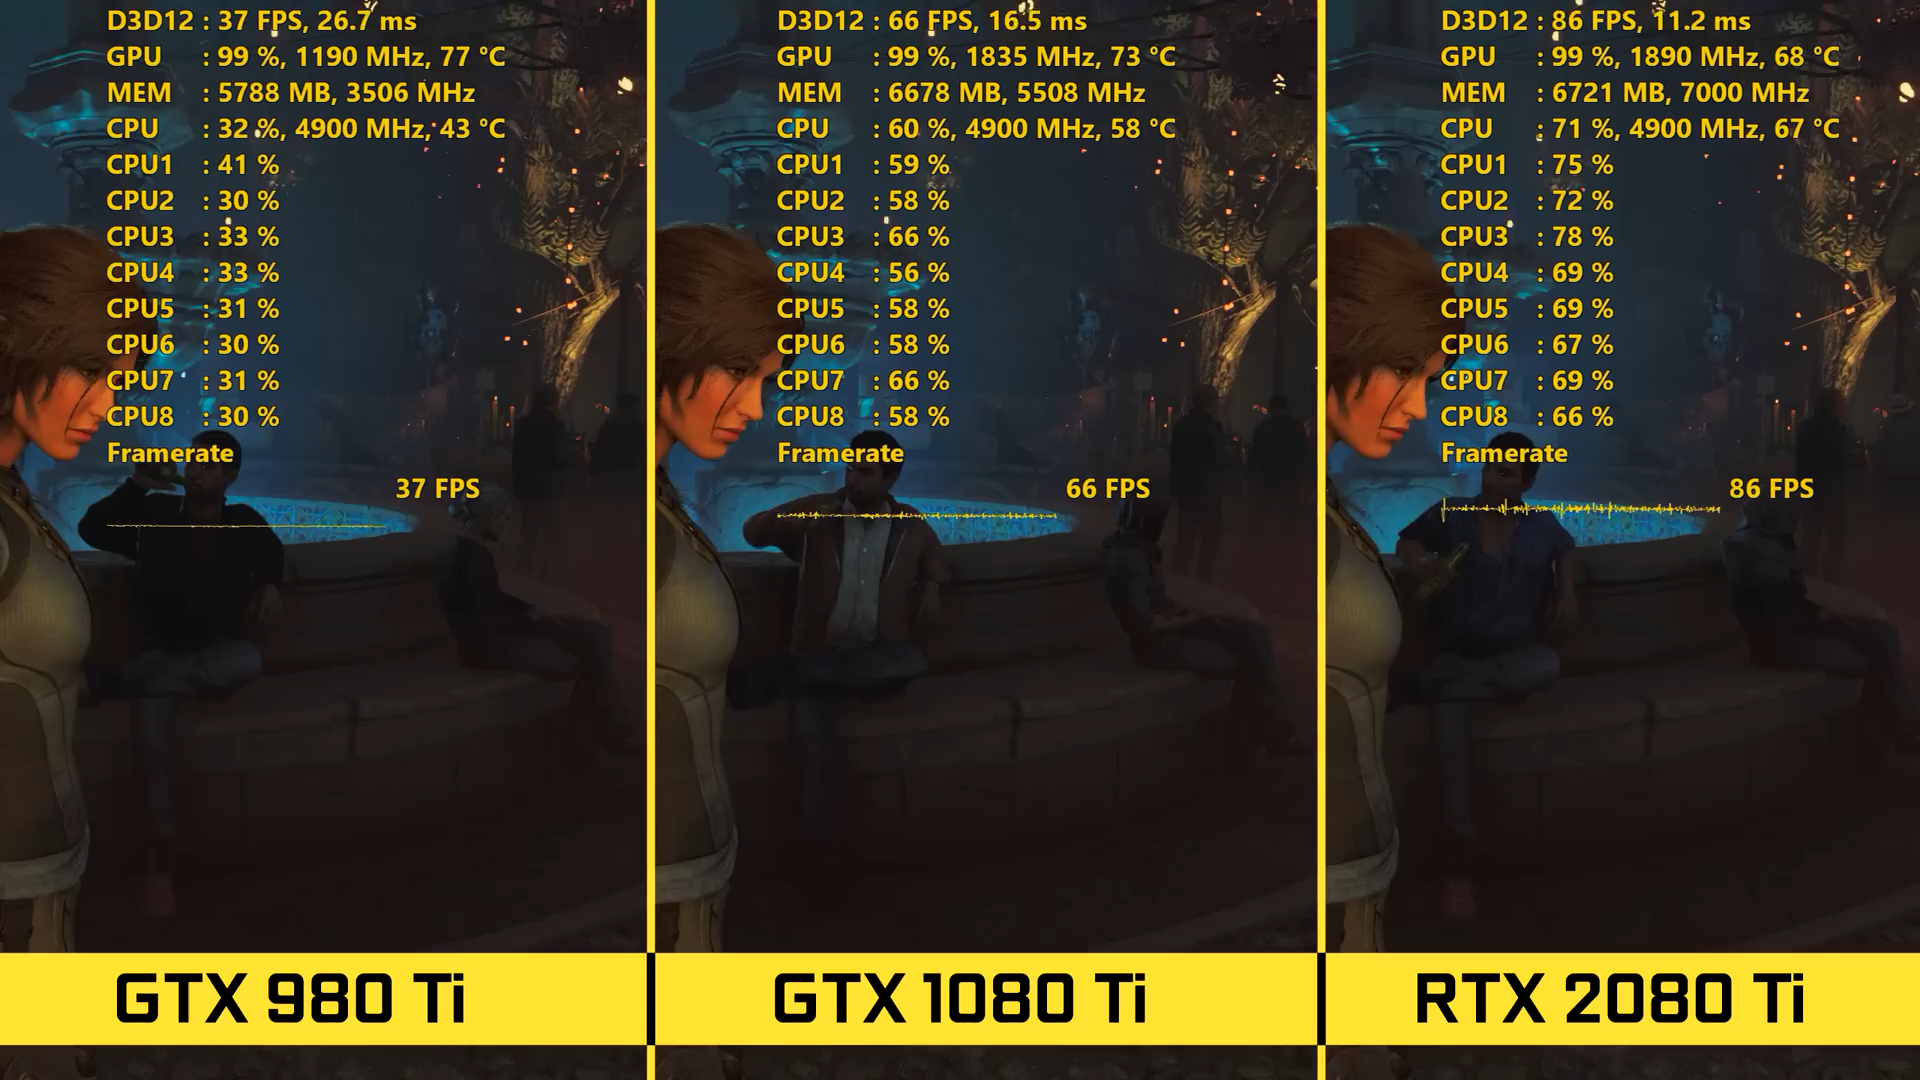 D3D12 : 37 FPS, 26.7 ms
GPU : 99 %, 1190 MHz, 77 °C
MEM : 5788 MB, 3506 MHz
CPU : 32 %, 4900 MHz, 43 °C
CPU1 : 41 %
CPU2 : 30 %
CPU3 : 33 %
CPU4 : 33 %
CPU5 : 31 %
CPU6 : 30 %
CPU7 : 31 %
CPU8 : 30 %
Framerate
37 FPS
GTX 980 Ti
D3D12 : 66 FPS, 16.5 ms
GPU : 99 %, 1835 MHz, 73 °C
MEM : 6678 MB, 5508 MHz
CPU : 60 %, 4900 MHz, 58 °C
CPU1 : 59 %
CPU2 : 58 %
CPU3 : 66 %
CPU4 : 56 %
CPU5 : 58 %
CPU6 : 58 %
CPU7 : 66 %
CPU8 : 58 %
Framerate
66 FPS
GTX 1080 Ti
D3D12 : 86 FPS, 11.2 ms
GPU : 99 %, 1890 MHz, 68 °C
MEM : 6721 MB, 7000 MHz
CPU : 71 %, 4900 MHz, 67 °C
CPU1 : 75 %
CPU2 : 72 %
CPU3 : 78 %
CPU4 : 69 %
CPU5 : 69 %
CPU6 : 67 %
CPU7 : 69 %
CPU8 : 66 %
Framerate
86 FPS
RTX 2080 Ti